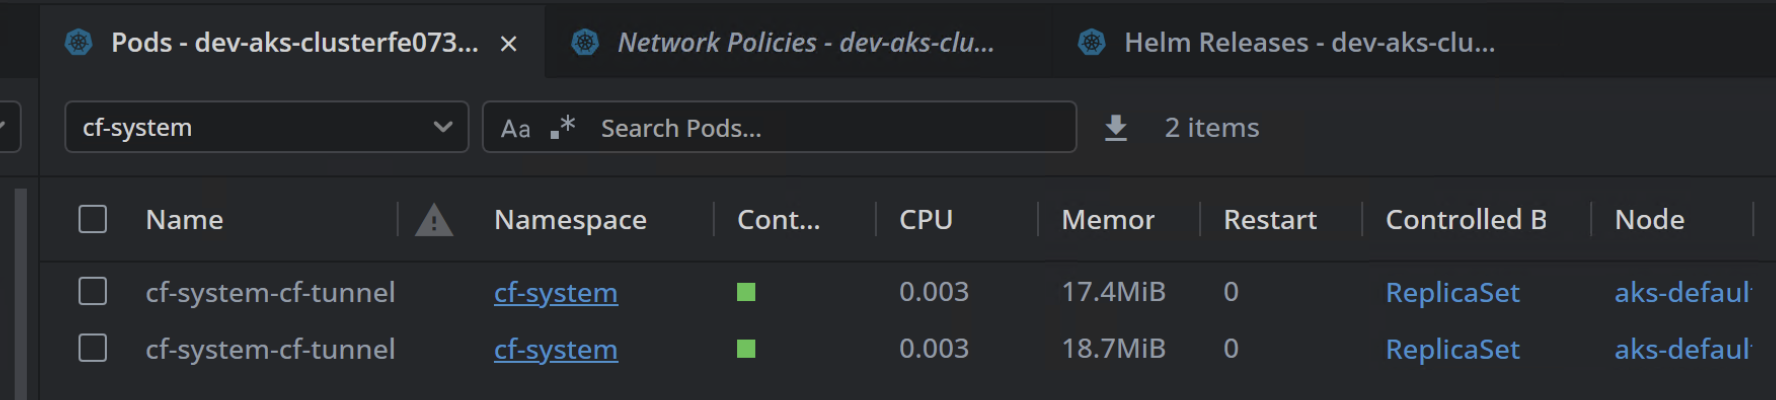 Pods - dev-aks-clusterfe073... × Network Policies - dev-aks-clu... Helm Releases - dev-aks-clu...
cf-system Aa .* Search Pods... 2 items
Name Namespace Cont... CPU Memor Restart Controlled B Node
cf-system-cf-tunnel cf-system 0.003 17.4MiB 0 ReplicaSet aks-defaul
cf-system-cf-tunnel cf-system 0.003 18.7MiB 0 ReplicaSet aks-defaul